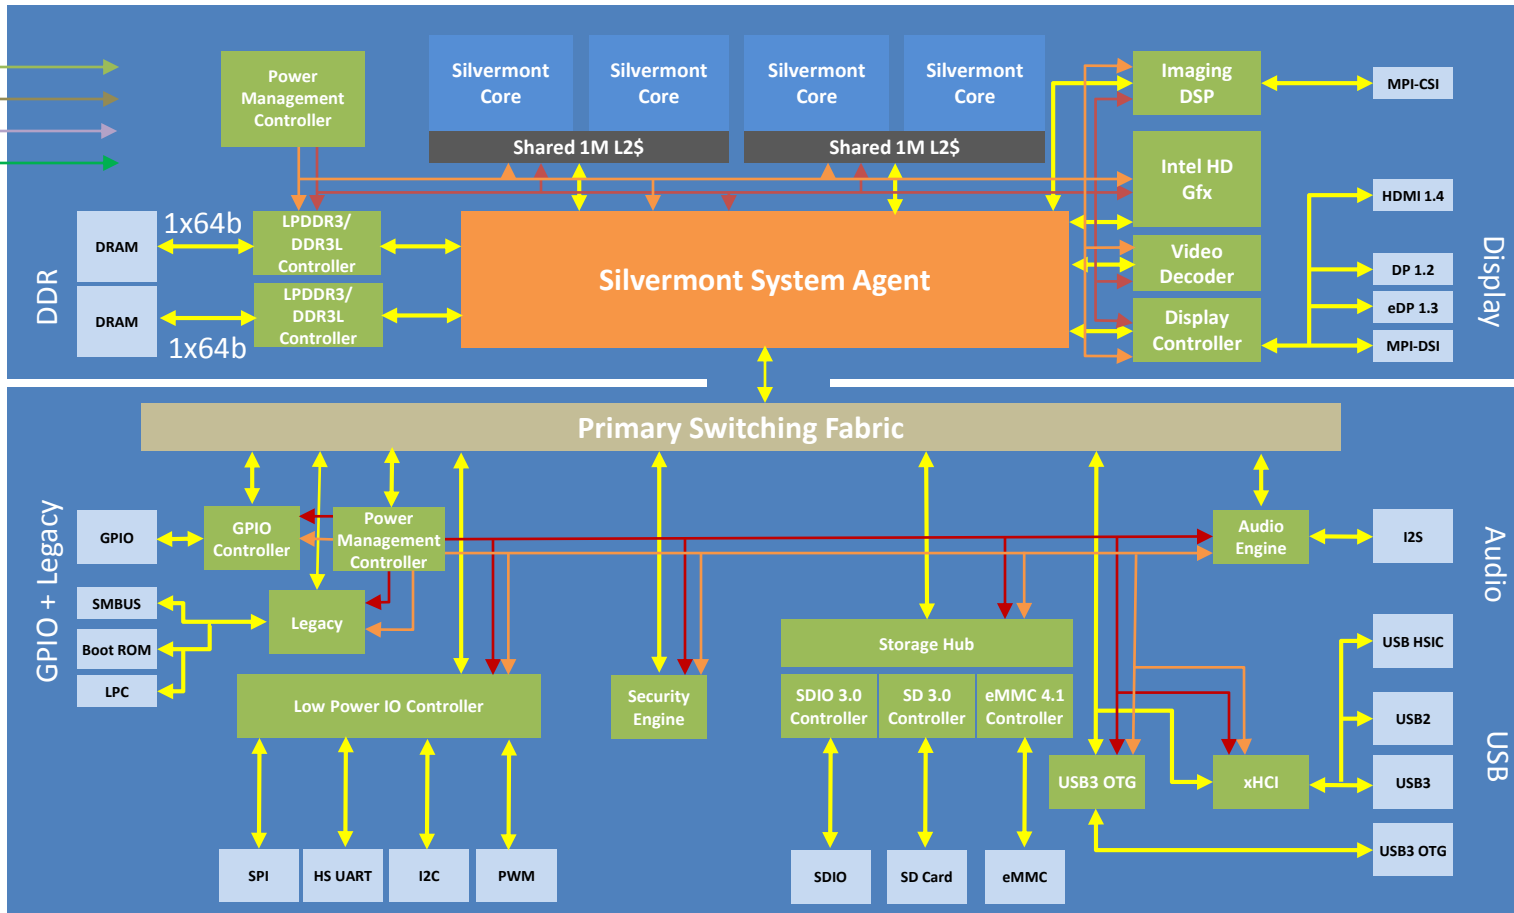 Power
Management
Controller
Silvermont
Core
Silvermont
Core
Silvermont
Core
Silvermont
Core
Shared 1M L2$
Shared 1M L2$
Imaging
DSP
MPI-CSI
Intel HD
Gfx
HDMI 1.4
DDR
DRAM
1x64b
LPDDR3/
DDR3L
Controller
DRAM
1x64b
LPDDR3/
DDR3L
Controller
Silvermont System Agent
Video
Decoder
Display
Controller
DP 1.2
eDP 1.3
MPI-DSI
Display
Primary Switching Fabric
GPIO + Legacy
GPIO
GPIO
Controller
Power
Management
Controller
Audio
Engine
I2S
Audio
SMBUS
Boot ROM
LPC
Legacy
Storage Hub
USB HSIC
Low Power IO Controller
Security
Engine
SDIO 3.0
Controller
SD 3.0
Controller
eMMC 4.1
Controller
USB2
USB
USB3 OTG
xHCI
USB3
USB3 OTG
SPI
HS UART
I2C
PWM
SDIO
SD Card
eMMC